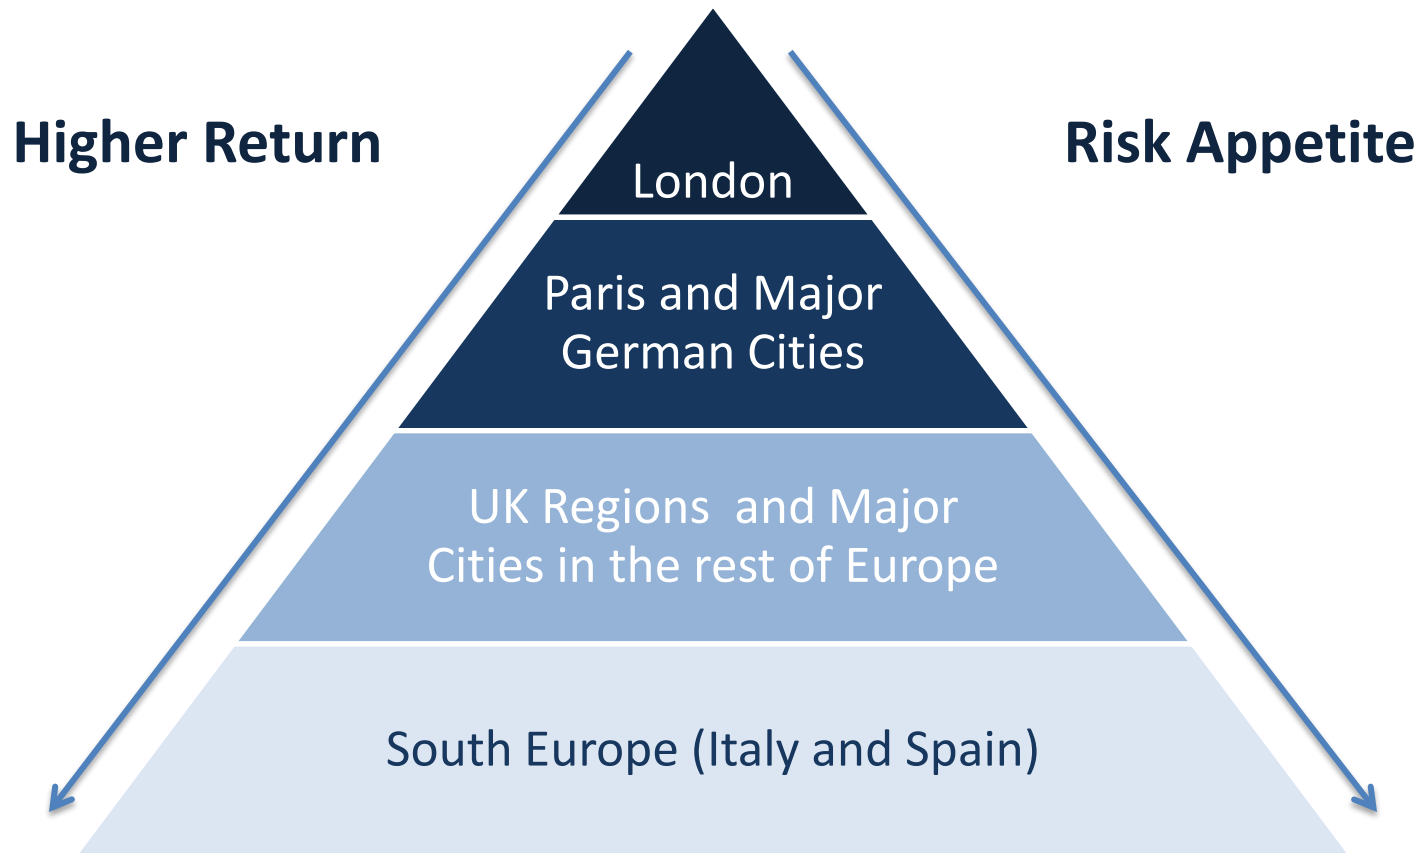 Higher Return
Risk Appetite
London
Paris and Major
German Cities
UK Regions  and Major
Cities in the rest of Europe
South Europe (Italy and Spain)